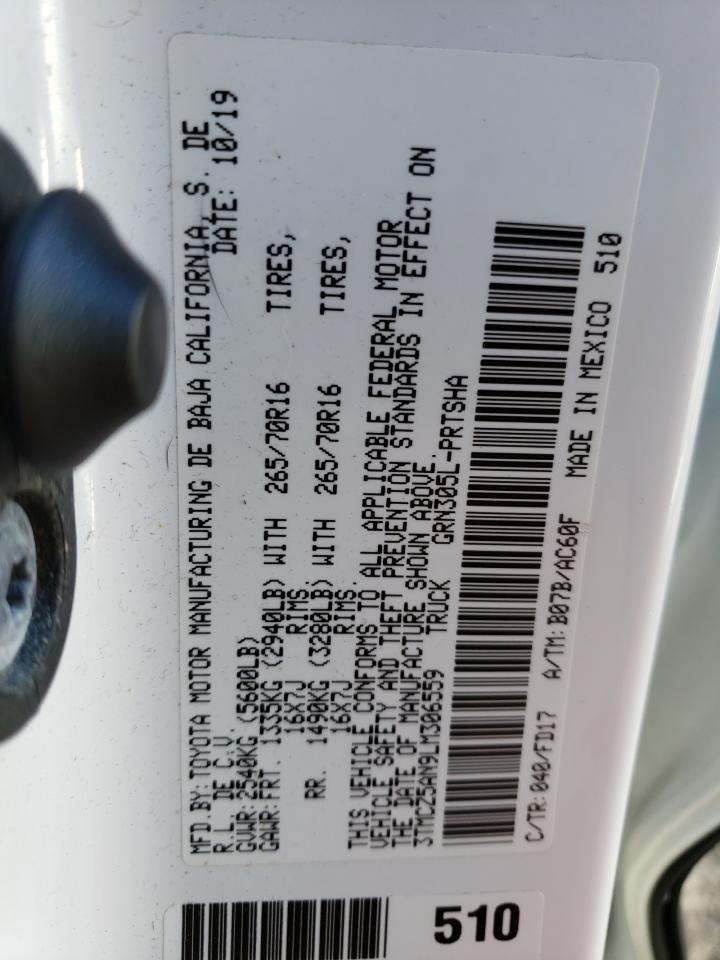 MFD.BY:TOYOTA MOTOR MANUFACTURING DE BAJA CALIFORNIA, S. DE
R.L. DE C.V. DATE: 10/19
GVWR:2540KG (5600LB)
GAWR:FRT. 1335KG (2940LB) WITH 265/70R16 TIRES,
16X7J RIMS.
RR. 1490KG (3280LB) WITH 265/70R16 TIRES,
16X7J RIMS.
THIS VEHICLE CONFORMS TO ALL APPLICABLE FEDERAL MOTOR
VEHICLE SAFETY AND THEFT PREVENTION STANDARDS IN EFFECT ON
THE DATE OF MANUFACTURE SHOWN ABOVE.
3TMCZ5AN9LM306559 TRUCK GRN305L-PRTSHA
C/TR:040/FD17 A/TM:B07B/AC60F MADE IN MEXICO 510
510